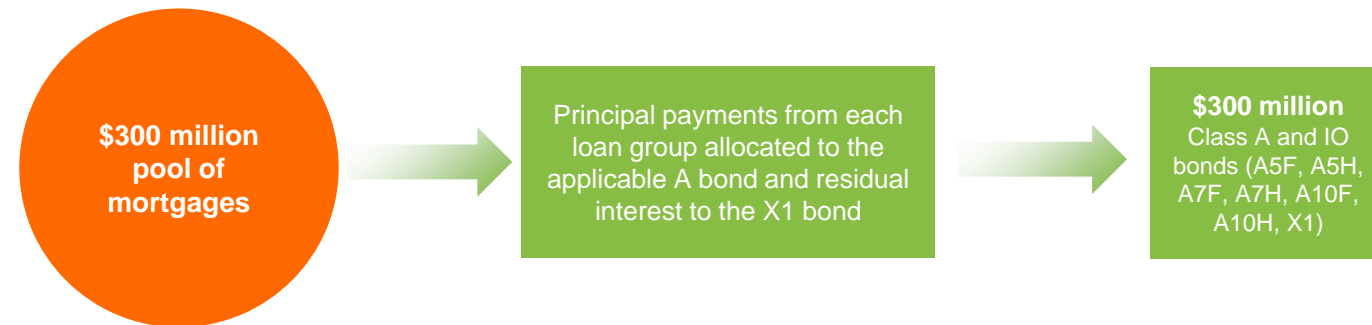 $300 million
pool of
mortgages
Principal payments from each
loan group allocated to the
applicable A bond and residual
interest to the X1 bond
$300 million
Class A and IO
bonds (A5F, A5H,
A7F, A7H, A10F,
A10H, X1)